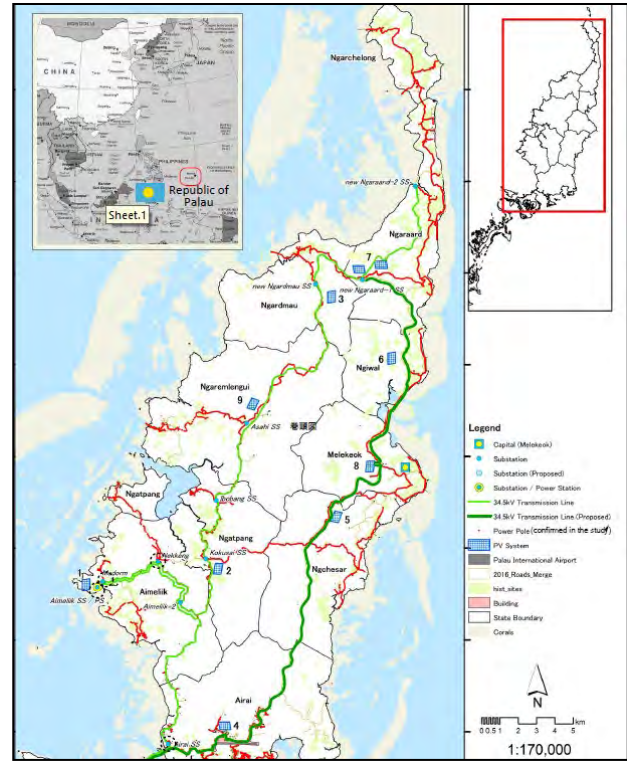 MONGOLIA
CHINA
JAPAN
PHILIPPINES
Republic of
Palau
Sheet.1
Ngarchelong
new Ngaraard-2 SS
Ngaraard
7
new Ngaraard-1 SS
new Ngardmau SS
3
Ngardmau
6
Ngiwal
Ngaremlengui
9
Asahi SS
Melekeok
8
Ngatpang
Ibobang SS
5
Ngatpang
Kokusai SS
2
Nekkeng
Ngchesar
1
Aimeliik SS
PS
Aimeliik
Aimeliik-2
Airai
4
Airai SS
Legend
Capital (Melekeok)
Substation
Substation (Proposed)
Substation / Power Station
34.5kV Transmission Line
34.5kV Transmission Line (Proposed)
Power Pole (confirmed in the study)
PV System
Palau International Airport
2016_Roads_Merge
hist_sites
Building
State Boundary
Corals
N
0 0.5 1 2 3 4 5 km
1:170,000